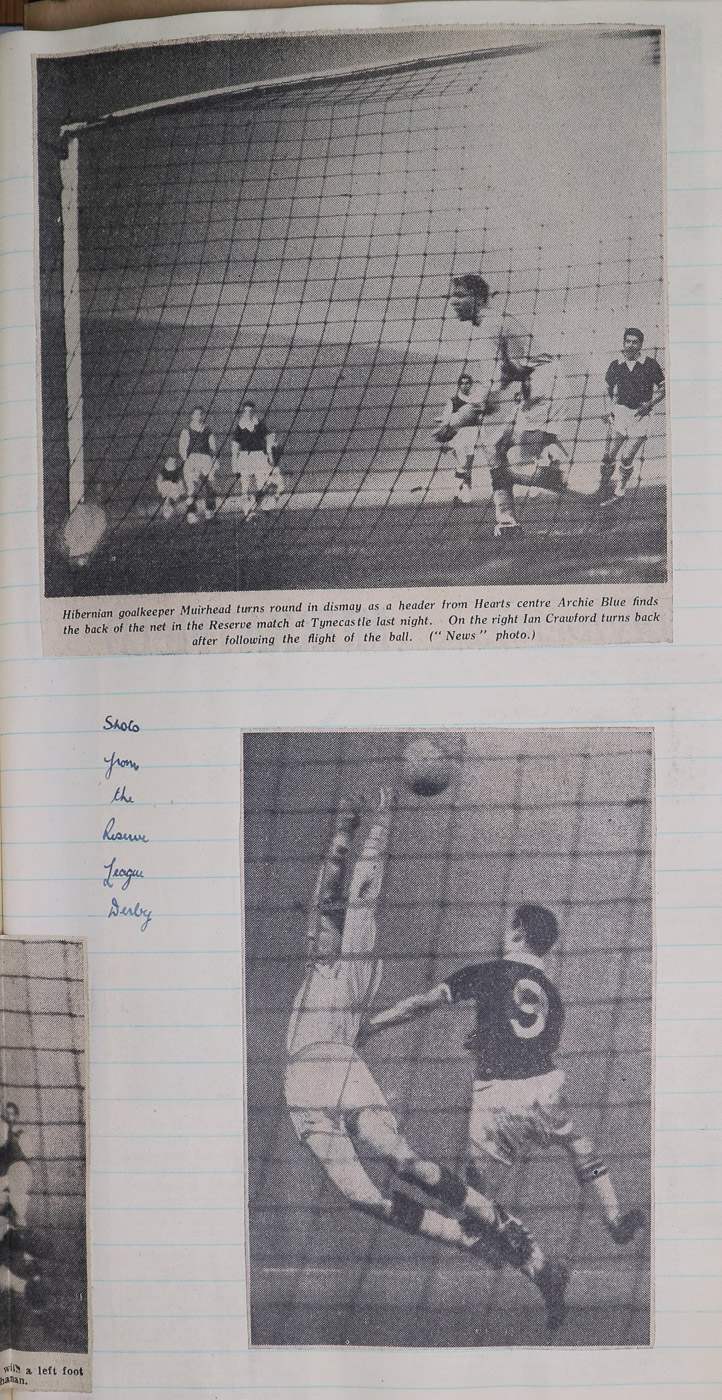 Hibernian goalkeeper Muirhead turns round in dismay as a header from Hearts centre Archie Blue finds
the back of the net in the Reserve match at Tynecastle last night. On the right Ian Crawford turns back
after following the flight of the ball. ("News" photo.)
Shots
from
the
Reserve
League
Derby
9
with a left foot
hanan.